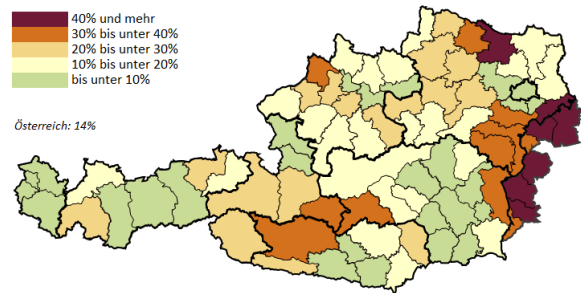 40% und mehr
30% bis unter 40%
20% bis unter 30%
10% bis unter 20%
bis unter 10%
Österreich: 14%